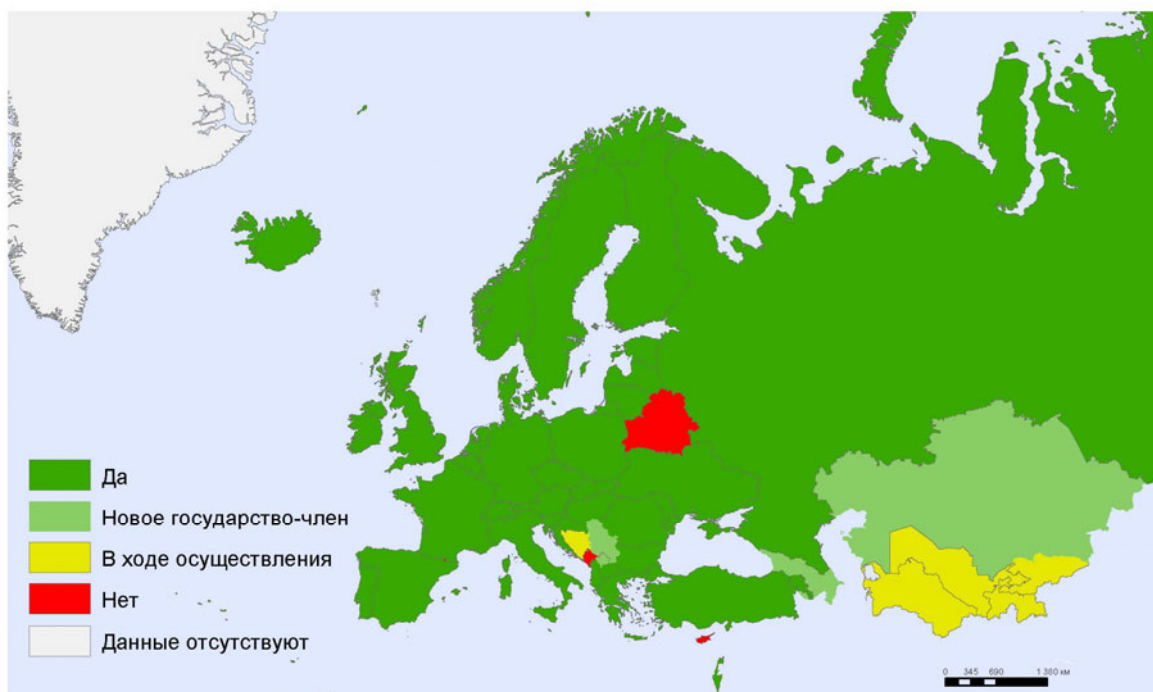 Да
Новое государство-член
В ходе осуществления
Нет
Данные отсутствуют
0 345 690 1 380 км